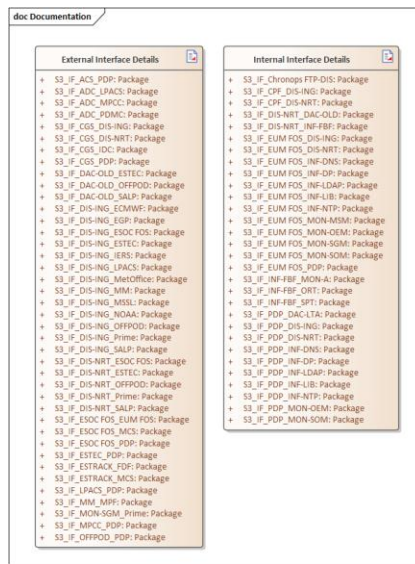 doc Documentation
External Interface Details
+ S3_IF_ACS_PDP: Package
+ S3_IF_ADC_LPACS: Package
+ S3_IF_ADC_MPCC: Package
+ S3_IF_ADC_PDMC: Package
+ S3_IF_CGS_DIS-ING: Package
+ S3_IF_CGS_DIS-NRT: Package
+ S3_IF_CGS_IDC: Package
+ S3_IF_CGS_PDP: Package
+ S3_IF_DAC-OLD_ESTEC: Package
+ S3_IF_DAC-OLD_OFFPOD: Package
+ S3_IF_DAC-OLD_SALP: Package
+ S3_IF_DIS-ING_ECMWF: Package
+ S3_IF_DIS-ING_EGP: Package
+ S3_IF_DIS-ING_ESOC FOS: Package
+ S3_IF_DIS-ING_ESTEC: Package
+ S3_IF_DIS-ING_IERS: Package
+ S3_IF_DIS-ING_LPACS: Package
+ S3_IF_DIS-ING_MetOffice: Package
+ S3_IF_DIS-ING_MM: Package
+ S3_IF_DIS-ING_MSSL: Package
+ S3_IF_DIS-ING_NOAA: Package
+ S3_IF_DIS-ING_OFFPOD: Package
+ S3_IF_DIS-ING_Prime: Package
+ S3_IF_DIS-ING_SALP: Package
+ S3_IF_DIS-NRT_ESOC FOS: Package
+ S3_IF_DIS-NRT_ESTEC: Package
+ S3_IF_DIS-NRT_OFFPOD: Package
+ S3_IF_DIS-NRT_Prime: Package
+ S3_IF_DIS-NRT_SALP: Package
+ S3_IF_ESOC FOS_EUM FOS: Package
+ S3_IF_ESOC FOS_MCS: Package
+ S3_IF_ESOC FOS_PDP: Package
+ S3_IF_ESTEC_PDP: Package
+ S3_IF_ESTRACK_FDF: Package
+ S3_IF_ESTRACK_MCS: Package
+ S3_IF_LPACS_PDP: Package
+ S3_IF_MM_MPF: Package
+ S3_IF_MON-SGM_Prime: Package
+ S3_IF_MPCC_PDP: Package
+ S3_IF_OFFPOD_PDP: Package
Internal Interface Details
+ S3_IF_Chronops FTP-DIS: Package
+ S3_IF_CPF_DIS-ING: Package
+ S3_IF_CPF_DIS-NRT: Package
+ S3_IF_DIS-NRT_DAC-OLD: Package
+ S3_IF_DIS-NRT_INF-FBF: Package
+ S3_IF_EUM FOS_DIS-ING: Package
+ S3_IF_EUM FOS_DIS-NRT: Package
+ S3_IF_EUM FOS_INF-DNS: Package
+ S3_IF_EUM FOS_INF-DP: Package
+ S3_IF_EUM FOS_INF-LDAP: Package
+ S3_IF_EUM FOS_INF-LIB: Package
+ S3_IF_EUM FOS_INF-NTP: Package
+ S3_IF_EUM FOS_MON-MSM: Package
+ S3_IF_EUM FOS_MON-OEM: Package
+ S3_IF_EUM FOS_MON-SGM: Package
+ S3_IF_EUM FOS_MON-SOM: Package
+ S3_IF_EUM FOS_PDP: Package
+ S3_IF_INF-FBF_MON-A: Package
+ S3_IF_INF-FBF_ORT: Package
+ S3_IF_INF-FBF_SPT: Package
+ S3_IF_PDP_DAC-LTA: Package
+ S3_IF_PDP_DIS-ING: Package
+ S3_IF_PDP_DIS-NRT: Package
+ S3_IF_PDP_INF-DNS: Package
+ S3_IF_PDP_INF-DP: Package
+ S3_IF_PDP_INF-LDAP: Package
+ S3_IF_PDP_INF-LIB: Package
+ S3_IF_PDP_INF-NTP: Package
+ S3_IF_PDP_MON-OEM: Package
+ S3_IF_PDP_MON-SOM: Package